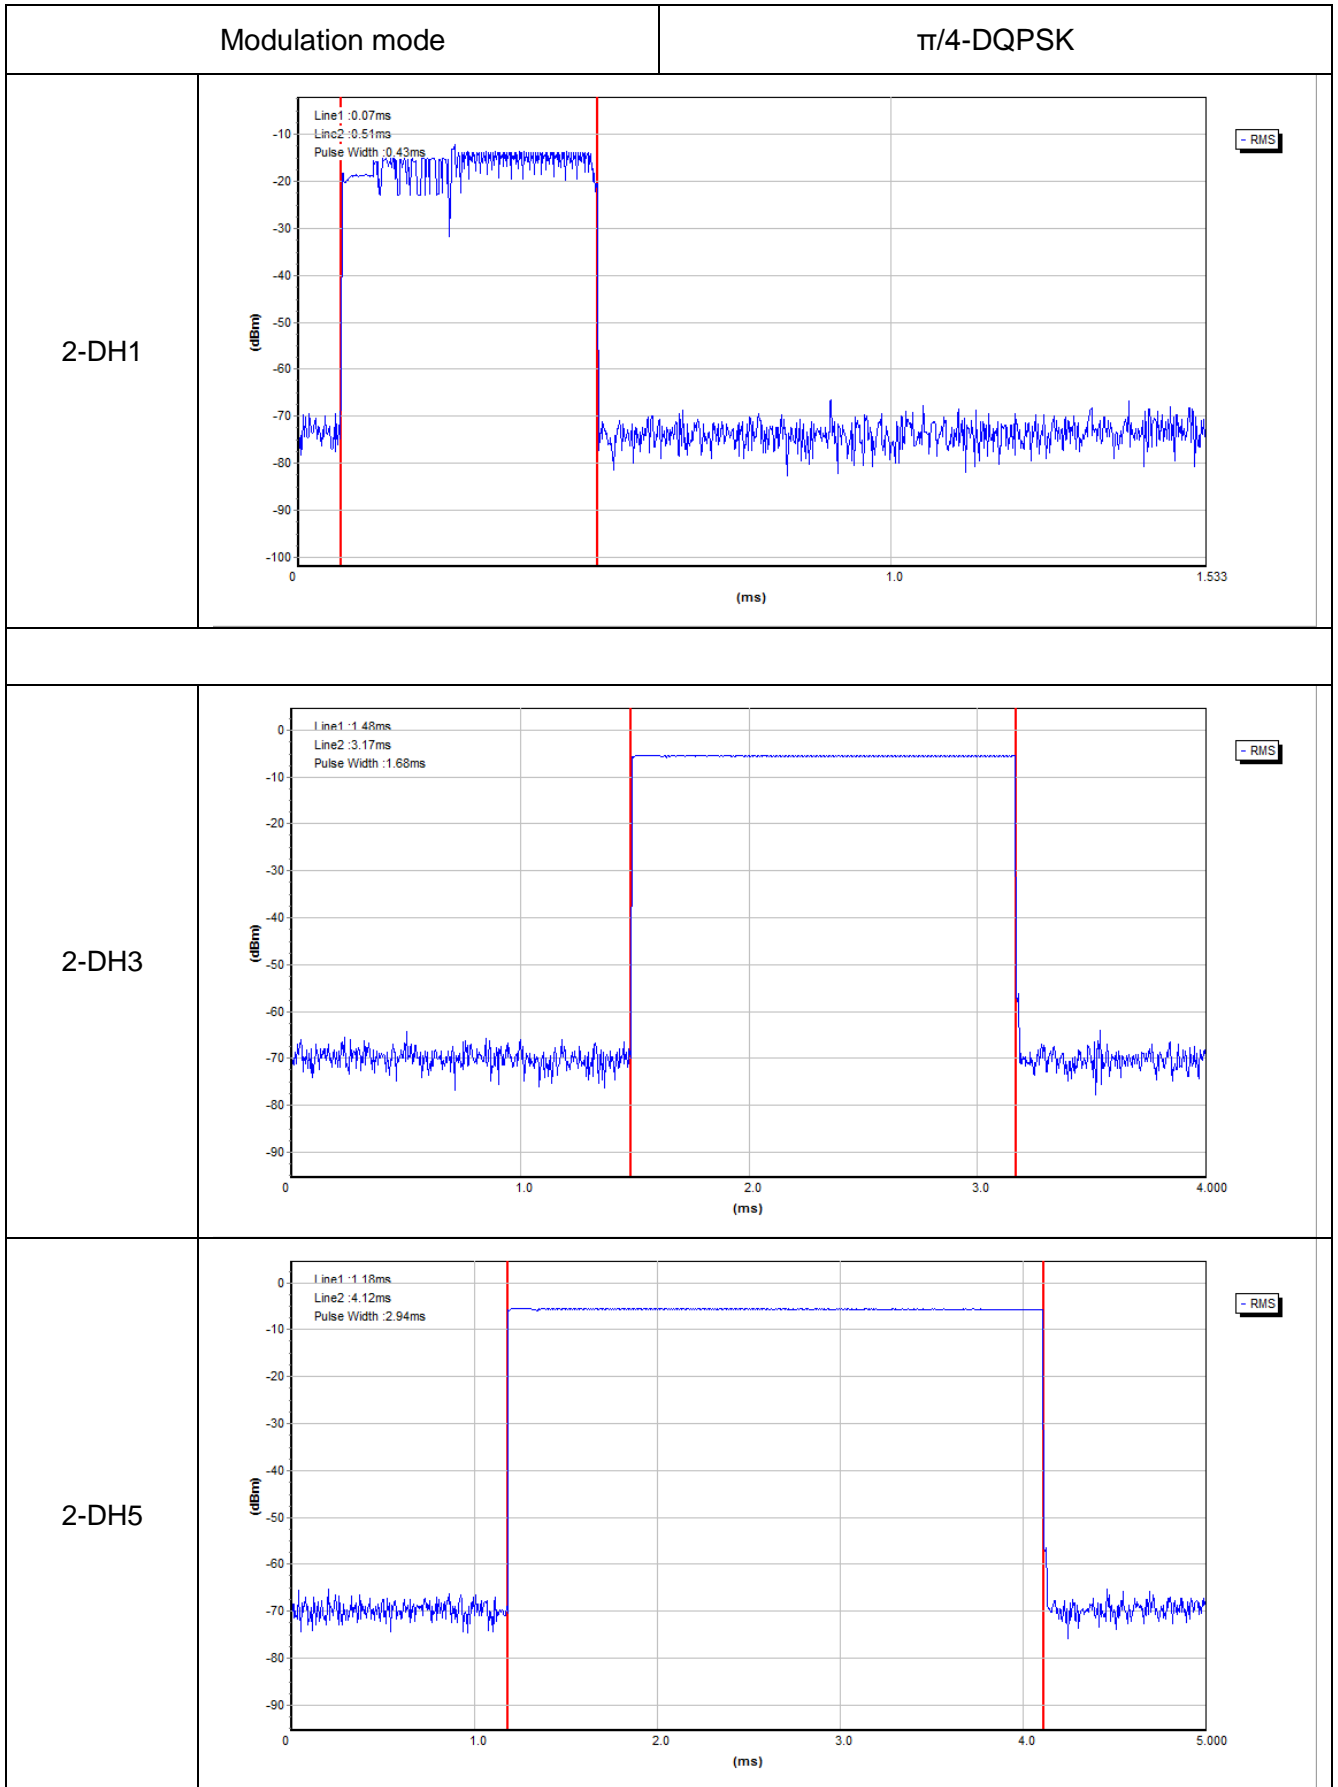 Modulation mode
π/4-DQPSK
2-DH1
Line1 :0.07ms
Line2 :0.51ms
Pulse Width :0.43ms
- RMS
-10
-20
-30
-40
-50
-60
-70
-80
-90
-100
(dBm)
0
1.0
1.533
(ms)
2-DH3
Line1 :1.48ms
Line2 :3.17ms
Pulse Width :1.68ms
- RMS
0
-10
-20
-30
-40
-50
-60
-70
-80
-90
(dBm)
0
1.0
2.0
3.0
4.000
(ms)
2-DH5
Line1 :1.18ms
Line2 :4.12ms
Pulse Width :2.94ms
- RMS
0
-10
-20
-30
-40
-50
-60
-70
-80
-90
(dBm)
0
1.0
2.0
3.0
4.0
5.000
(ms)